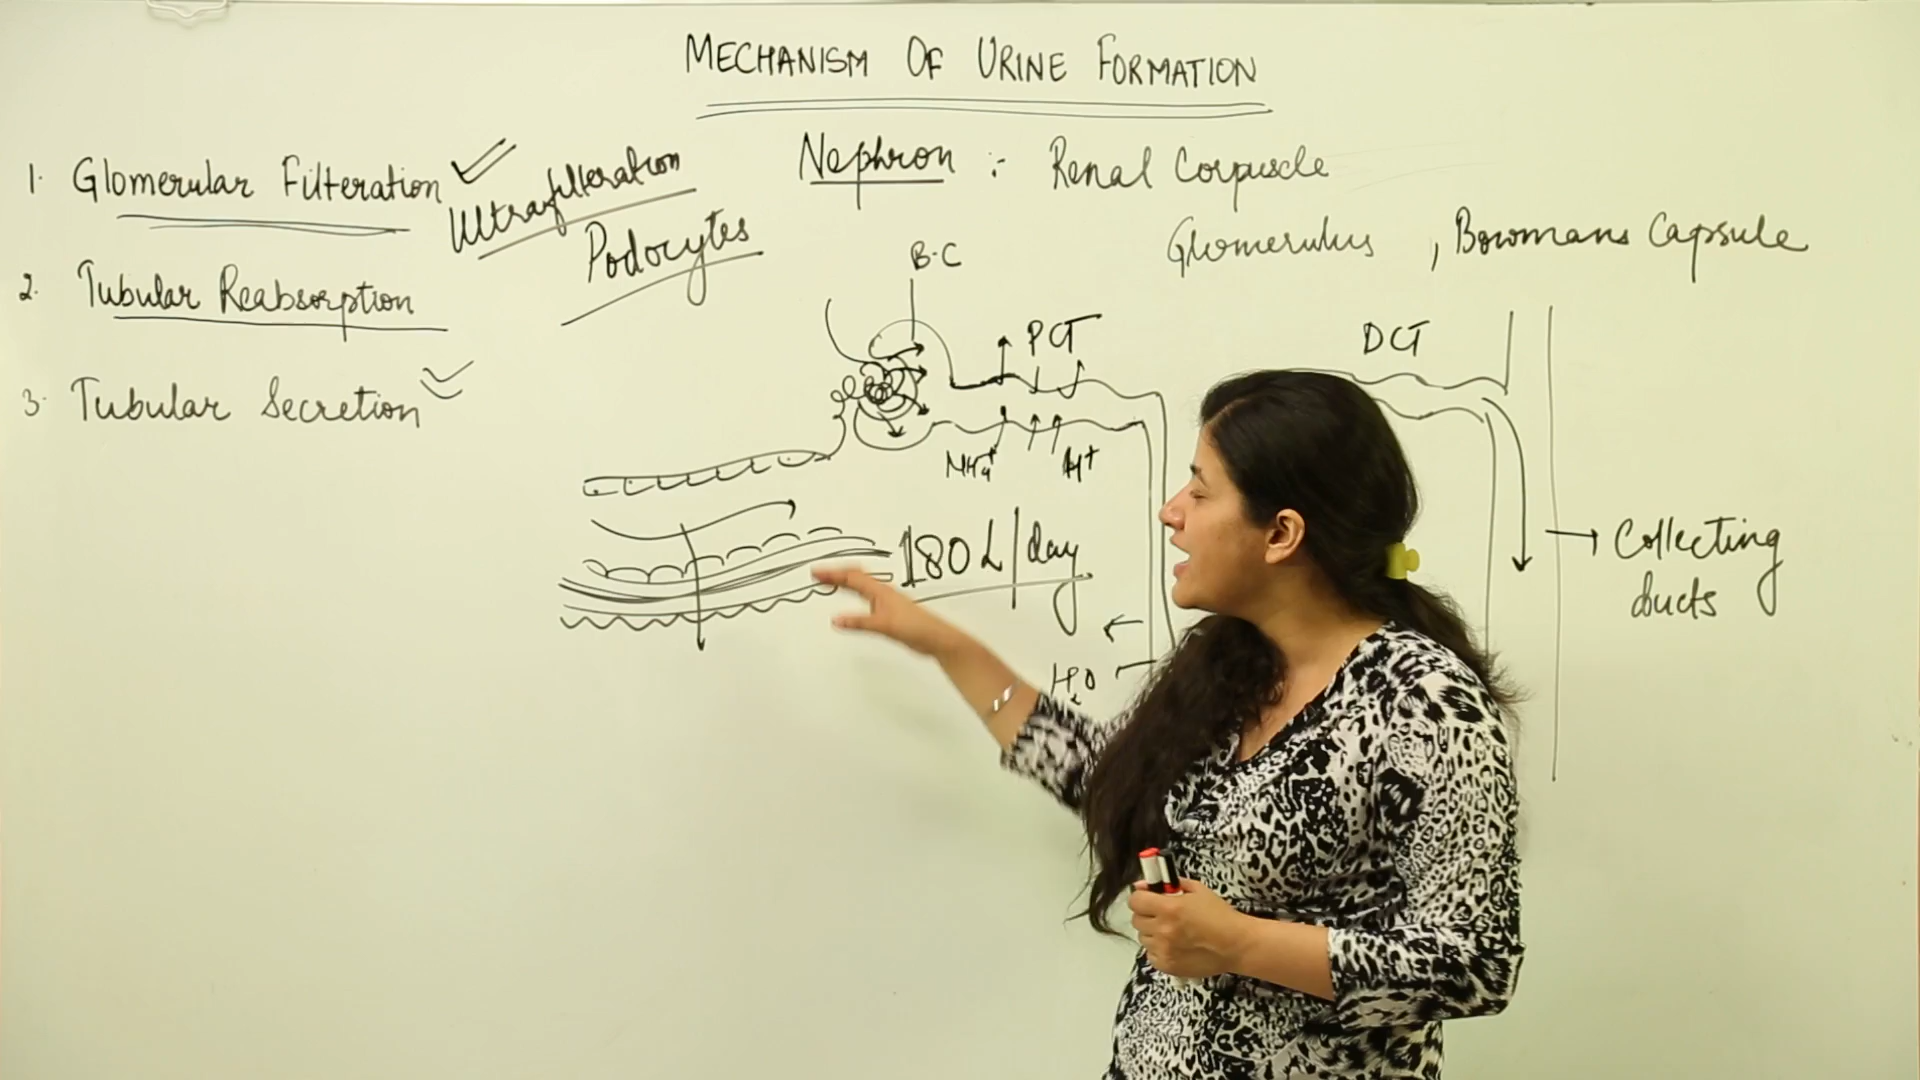 MECHANISM OF URINE FORMATION
1. Glomerular Filteration
Ultrafilteration
Podocytes
2. Tubular Reabsorption
3. Tubular Secretion
Nephron :- Renal Corpuscle
Glomerulus , Bowmans Capsule
B.C
PCT
DCT
NH4+
H+
180 L/day
H2O
Collecting
ducts